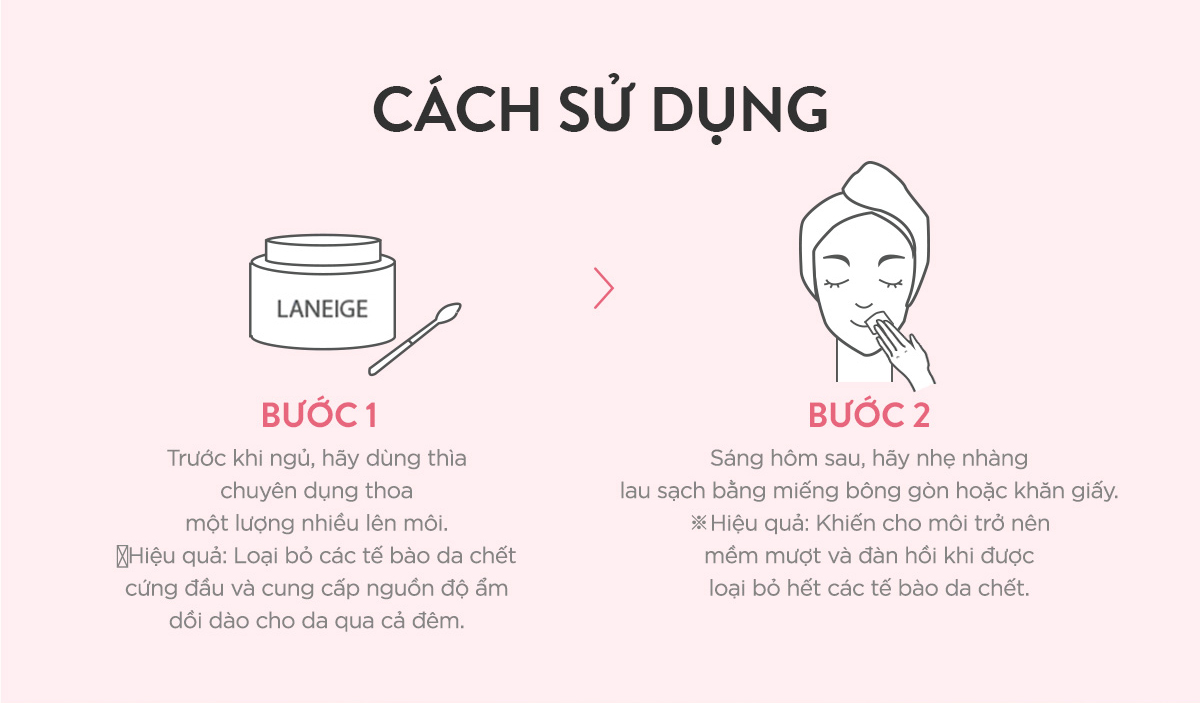 CÁCH SỬ DỤNG
LANEIGE
BƯỚC 1
Trước khi ngủ, hãy dùng thìa
chuyên dụng thoa
một lượng nhiều lên môi.
Hiệu quả: Loại bỏ các tế bào da chết
cứng đầu và cung cấp nguồn độ ẩm
dồi dào cho da qua cả đêm.
BƯỚC 2
Sáng hôm sau, hãy nhẹ nhàng
lau sạch bằng miếng bông gòn hoặc khăn giấy.
※Hiệu quả: Khiến cho môi trở nên
mềm mượt và đàn hồi khi được
loại bỏ hết các tế bào da chết.